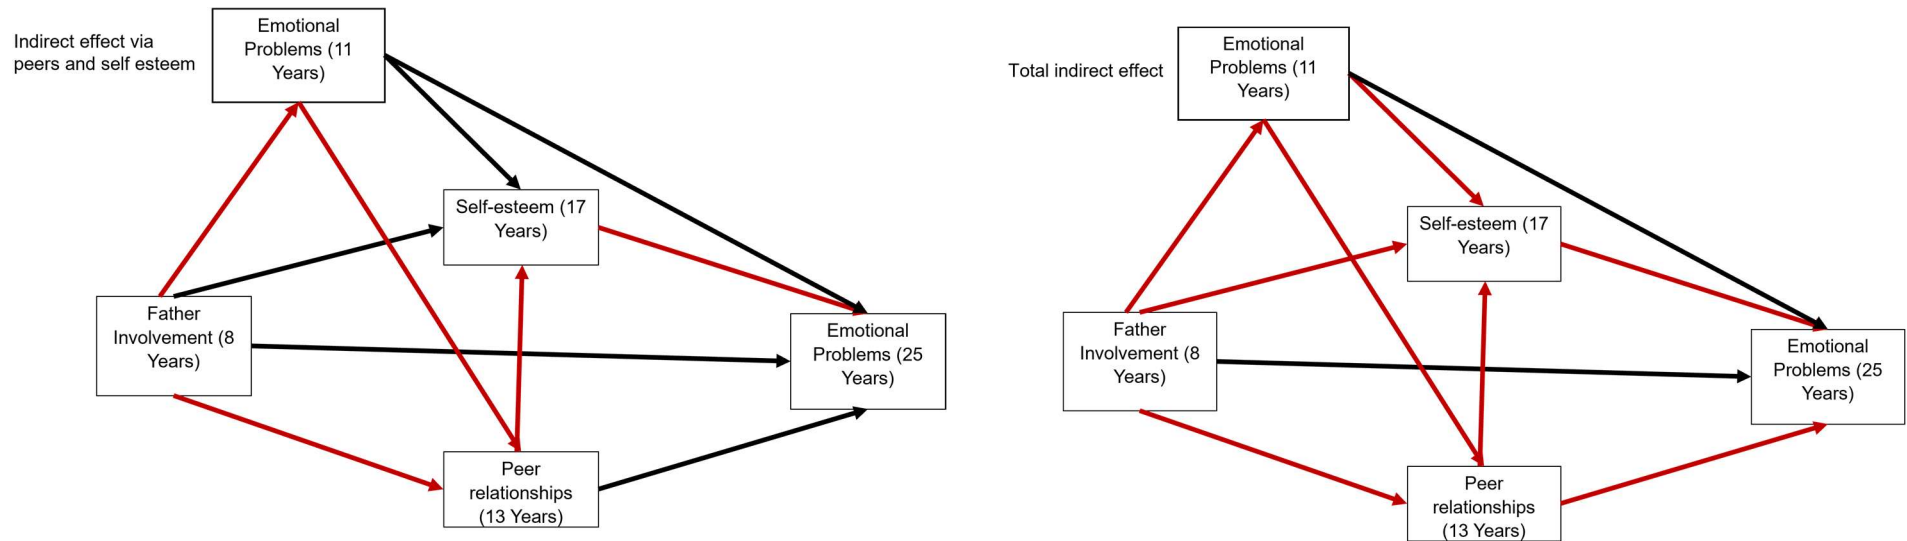 Indirect effect via
peers and self esteem
Emotional
Problems (11
Years)
Self-esteem (17
Years)
Father
Involvement (8
Years)
Emotional
Problems (25
Years)
Peer
relationships
(13 Years)
Total indirect effect
Emotional
Problems (11
Years)
Self-esteem (17
Years)
Father
Involvement (8
Years)
Emotional
Problems (25
Years)
Peer
relationships
(13 Years)